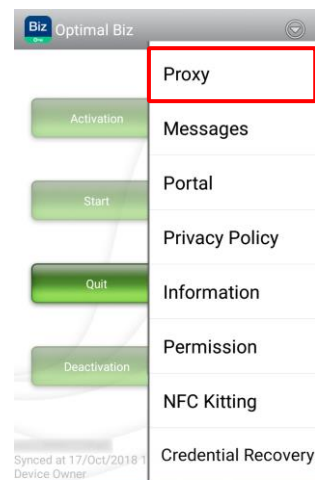 Biz Optimal Biz
Proxy
Activation
Messages
Portal
Start
Privacy Policy
Quit
Information
Permission
Deactivation
NFC Kitting
Synced at 17/Oct/2018 1
Credential Recovery
Device Owner